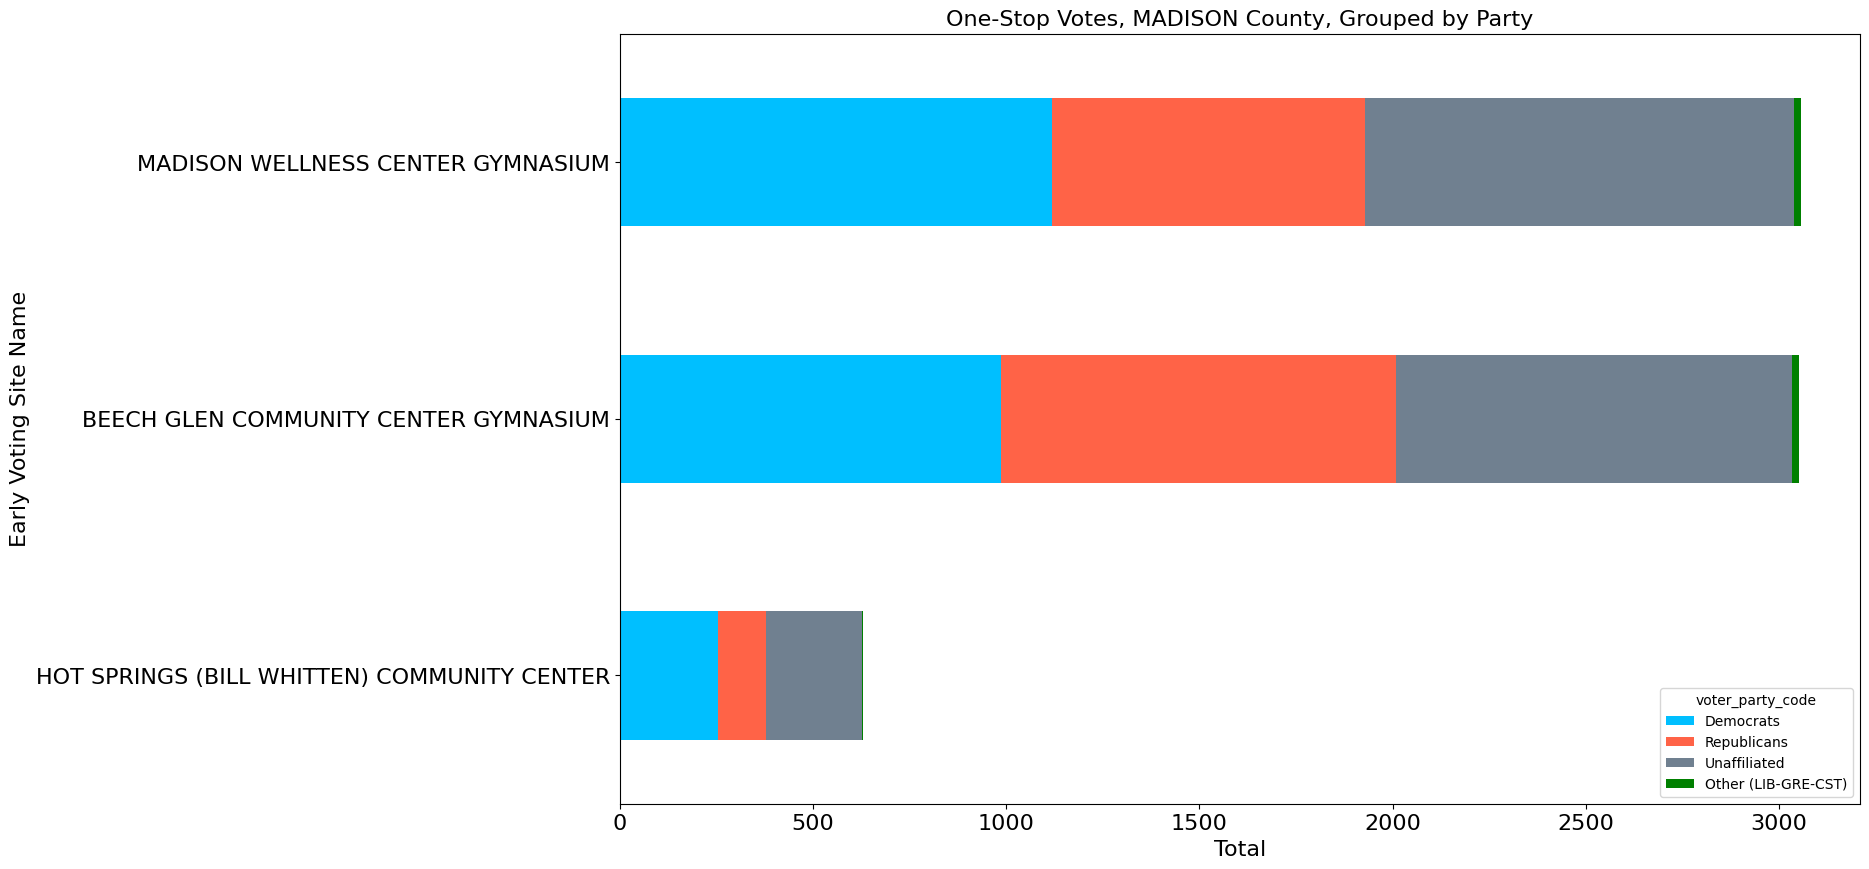 One-Stop Votes, MADISON County, Grouped by Party
Early Voting Site Name
MADISON WELLNESS CENTER GYMNASIUM
BEECH GLEN COMMUNITY CENTER GYMNASIUM
HOT SPRINGS (BILL WHITTEN) COMMUNITY CENTER
voter_party_code
Democrats
Republicans
Unaffiliated
Other (LIB-GRE-CST)
0 500 1000 1500 2000 2500 3000
Total